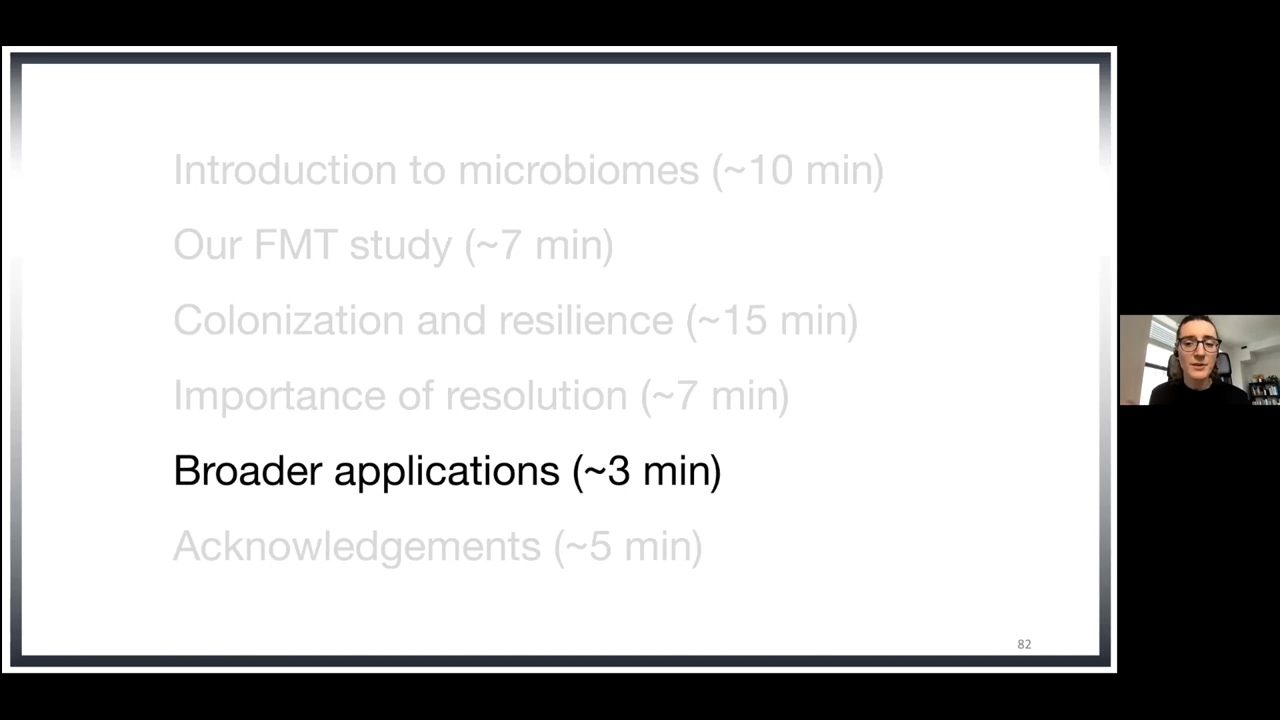 Introduction to microbiomes (~10 min)
Our FMT study (~7 min)
Colonization and resilience (~15 min)
Importance of resolution (~7 min)
Broader applications (~3 min)
Acknowledgements (~5 min)
82